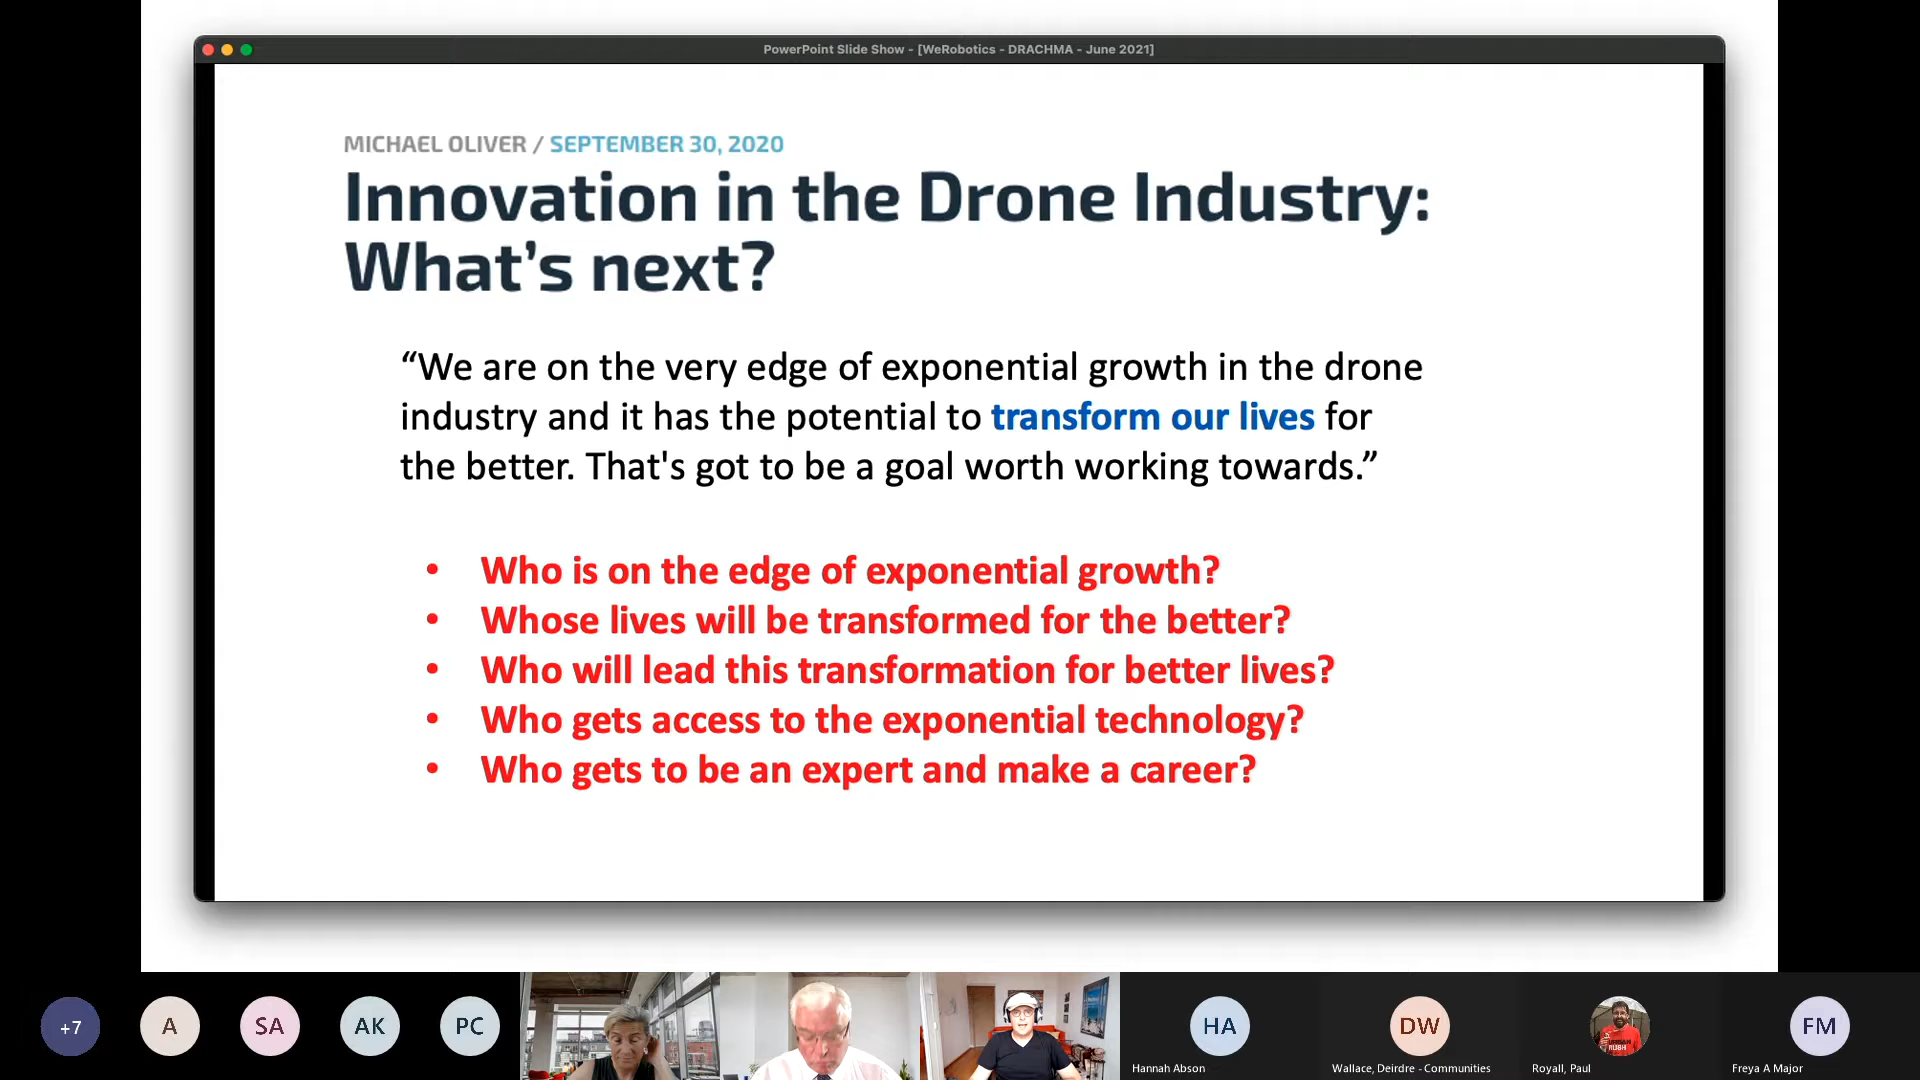 PowerPoint Slide Show - [WeRobotics - DRACHMA - June 2021]
MICHAEL OLIVER / SEPTEMBER 30, 2020
Innovation in the Drone Industry:
What's next?
“We are on the very edge of exponential growth in the drone
industry and it has the potential to transform our lives for
the better. That's got to be a goal worth working towards.”
• Who is on the edge of exponential growth?
• Whose lives will be transformed for the better?
• Who will lead this transformation for better lives?
• Who gets access to the exponential technology?
• Who gets to be an expert and make a career?
+7
A
SA
AK
PC
HA
Hannah Abson
DW
Wallace, Deirdre - Communities
Royall, Paul
FM
Freya A Major